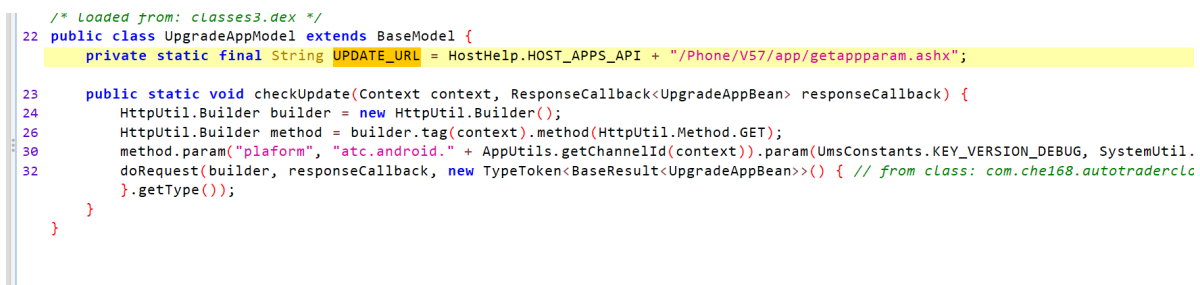 /* Loaded from: classes3.dex */
22 public class UpgradeAppModel extends BaseModel {
private static final String UPDATE_URL = HostHelp.HOST_APPS_API + "/Phone/V57/app/getappparam.ashx";
23 public static void checkUpdate(Context context, ResponseCallback<UpgradeAppBean> responseCallback) {
24 HttpUtil.Builder builder = new HttpUtil.Builder();
26 HttpUtil.Builder method = builder.tag(context).method(HttpUtil.Method.GET);
30 method.param("plaform", "atc.android." + AppUtils.getChannelId(context)).param(UmsConstants.KEY_VERSION_DEBUG, SystemUtil.
32 doRequest(builder, responseCallback, new TypeToken<BaseResult<UpgradeAppBean>>() { // from class: com.che168.autotraderclo
}.getType());
}
}